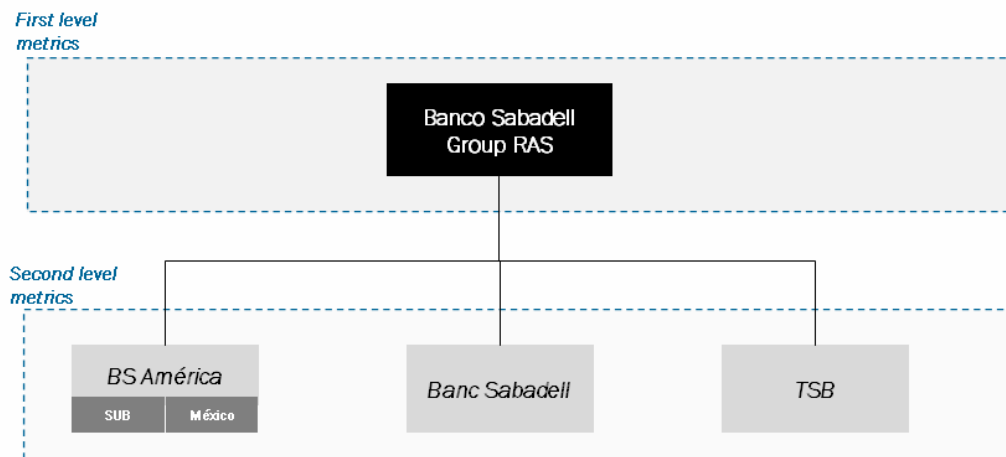 First level
metrics
Banco Sabadell
Group RAS
Second level
metrics
BS América
SUB
México
Banc Sabadell
TSB